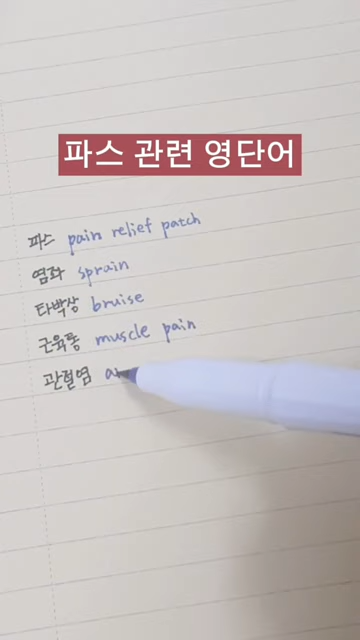 파스 관련 영단어
파스 pain relief patch
염좌 sprain
타박상 bruise
근육통 muscle pain
관절염